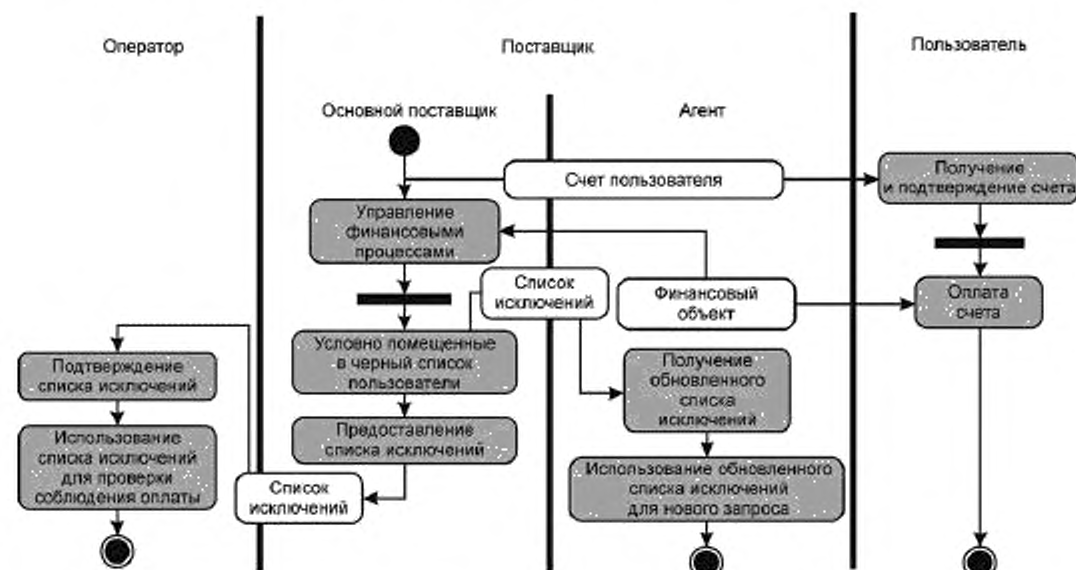 Оператор
Поставщик
Пользователь
Основной поставщик
Агент
Счет пользователя
Получение
и подтверждение счета
Управление
финансовыми
процессами
Список
исключений
Финансовый
объект
Оплата
счета
Условно помещенные
в черный список
пользователи
Подтверждение
списка исключений
Получение
обновленного
списка
исключений
Предоставление
списка исключений
Использование
списка исключений
для проверки
соблюдения оплаты
Список
исключений
Использование обновленного
списка исключений
для нового запроса